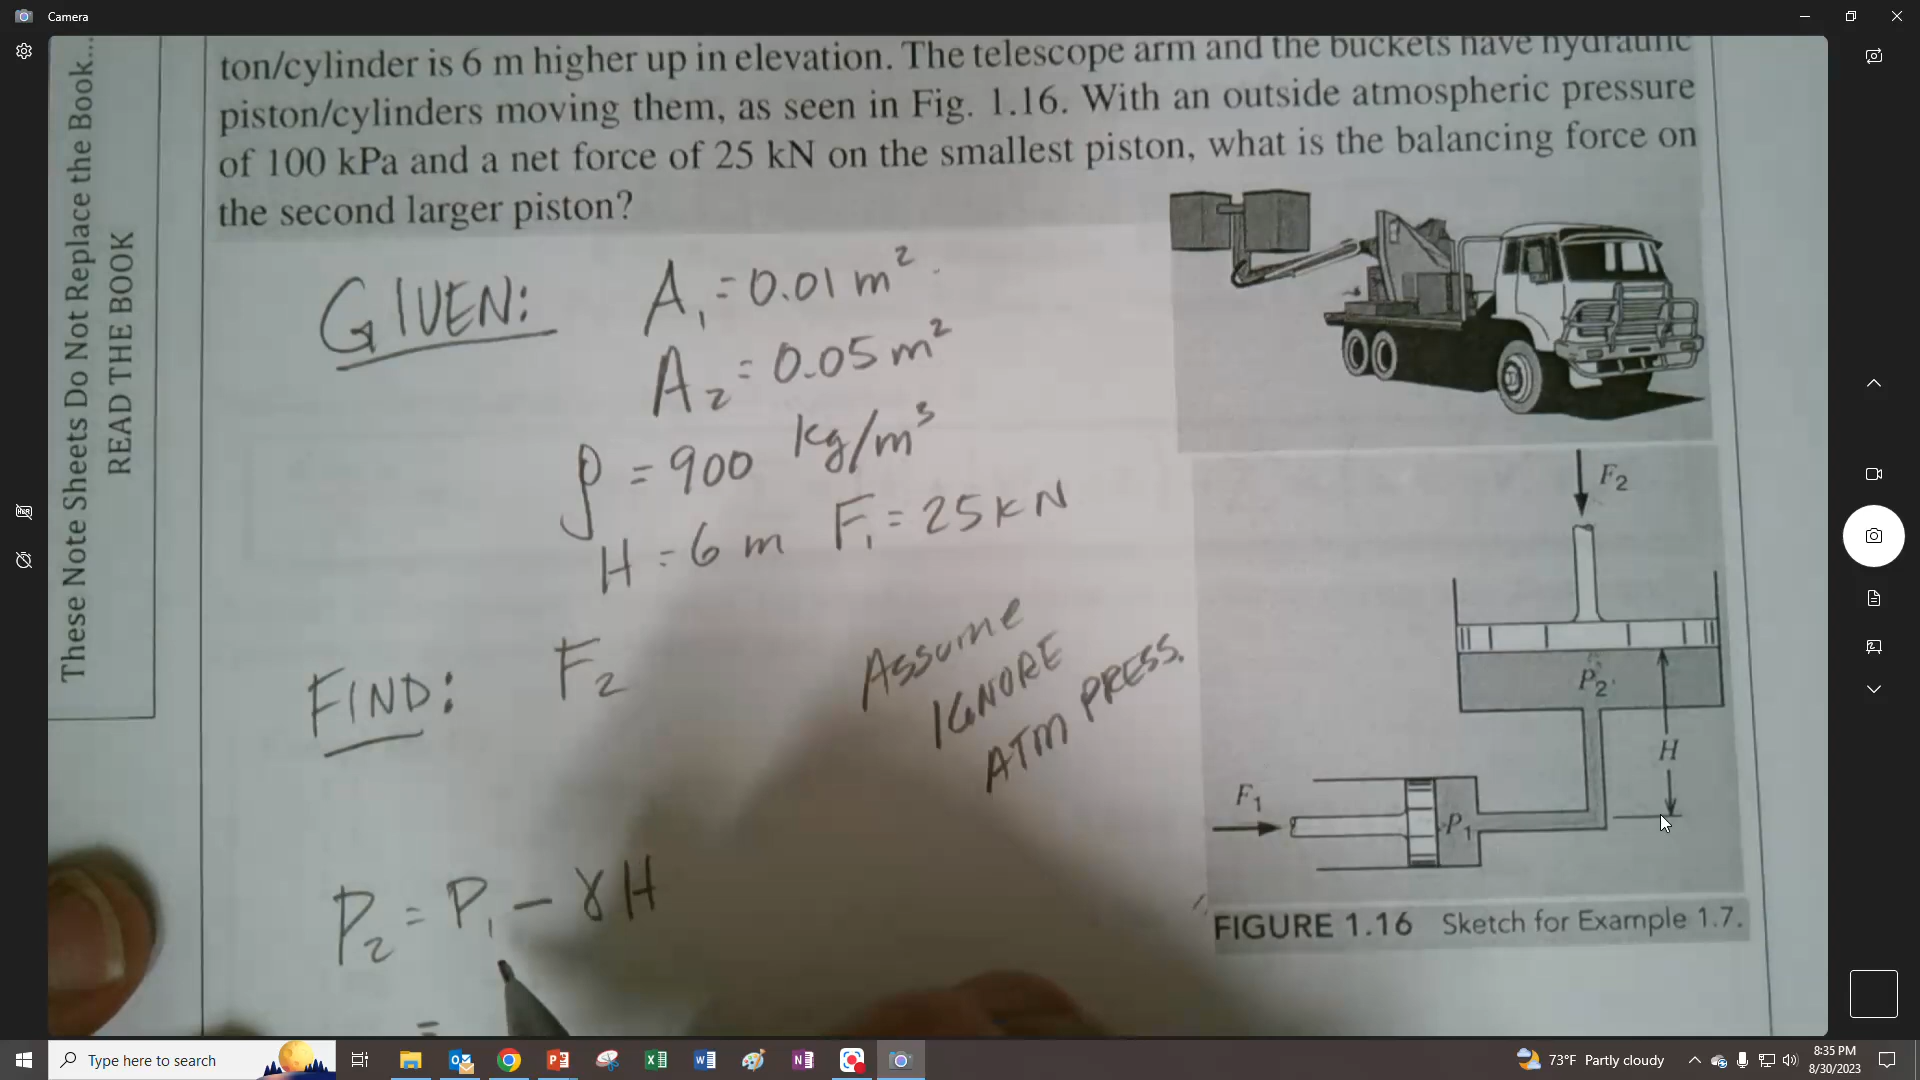 Camera
These Note Sheets Do Not Replace the Book...
READ THE BOOK
ton/cylinder is 6 m higher up in elevation. The telescope arm and the buckets have hydraulic
piston/cylinders moving them, as seen in Fig. 1.16. With an outside atmospheric pressure
of 100 kPa and a net force of 25 kN on the smallest piston, what is the balancing force on
the second larger piston?
GIVEN: A₁ = 0.01 m²
A₂ = 0.05 m²
ρ = 900 kg/m³
H = 6 m F₁ = 25 kN
FIND: F₂
ASSUME
IGNORE
ATM PRESS.
P₂ = P₁ - γH
=
F₂
P₂
H
F₁
P₁
FIGURE 1.16 Sketch for Example 1.7.
Type here to search
73°F Partly cloudy
8:35 PM
8/30/2023